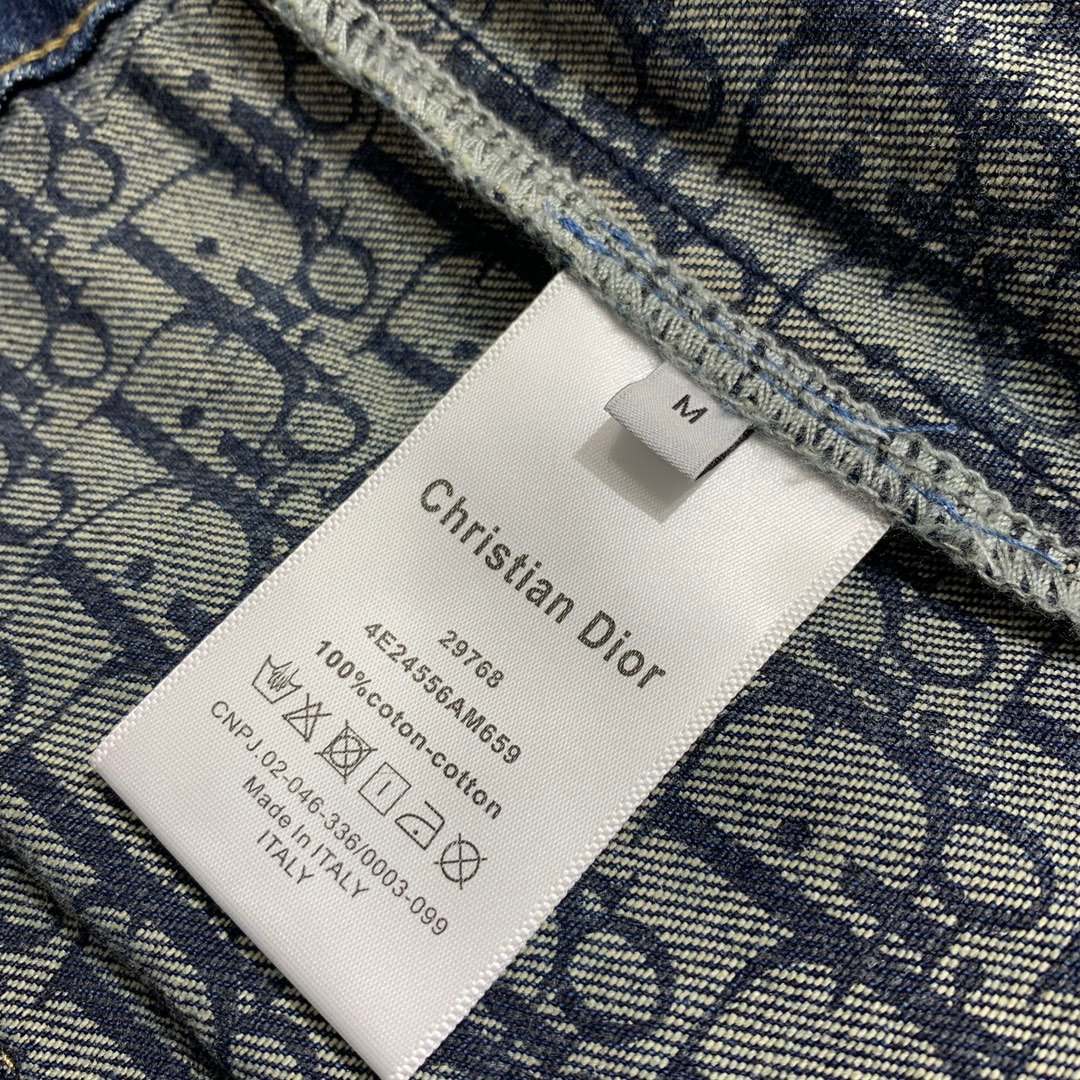 M
Christian Dior
29768
4E24556AM659
100%coton-cotton
CNPJ.02-046-336/0003-099
Made In ITALY
ITALY